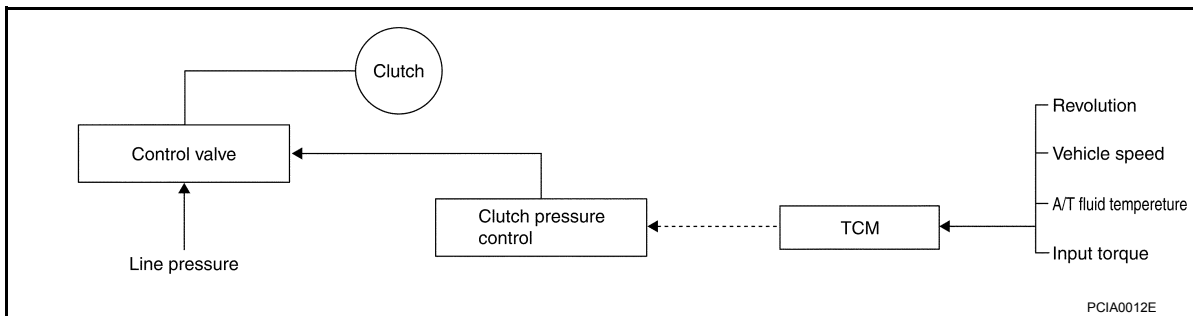 Clutch
Revolution
Control valve
Vehicle speed
A/T fluid tempereture
Clutch pressure
control
TCM
Input torque
Line pressure
PCIA0012E